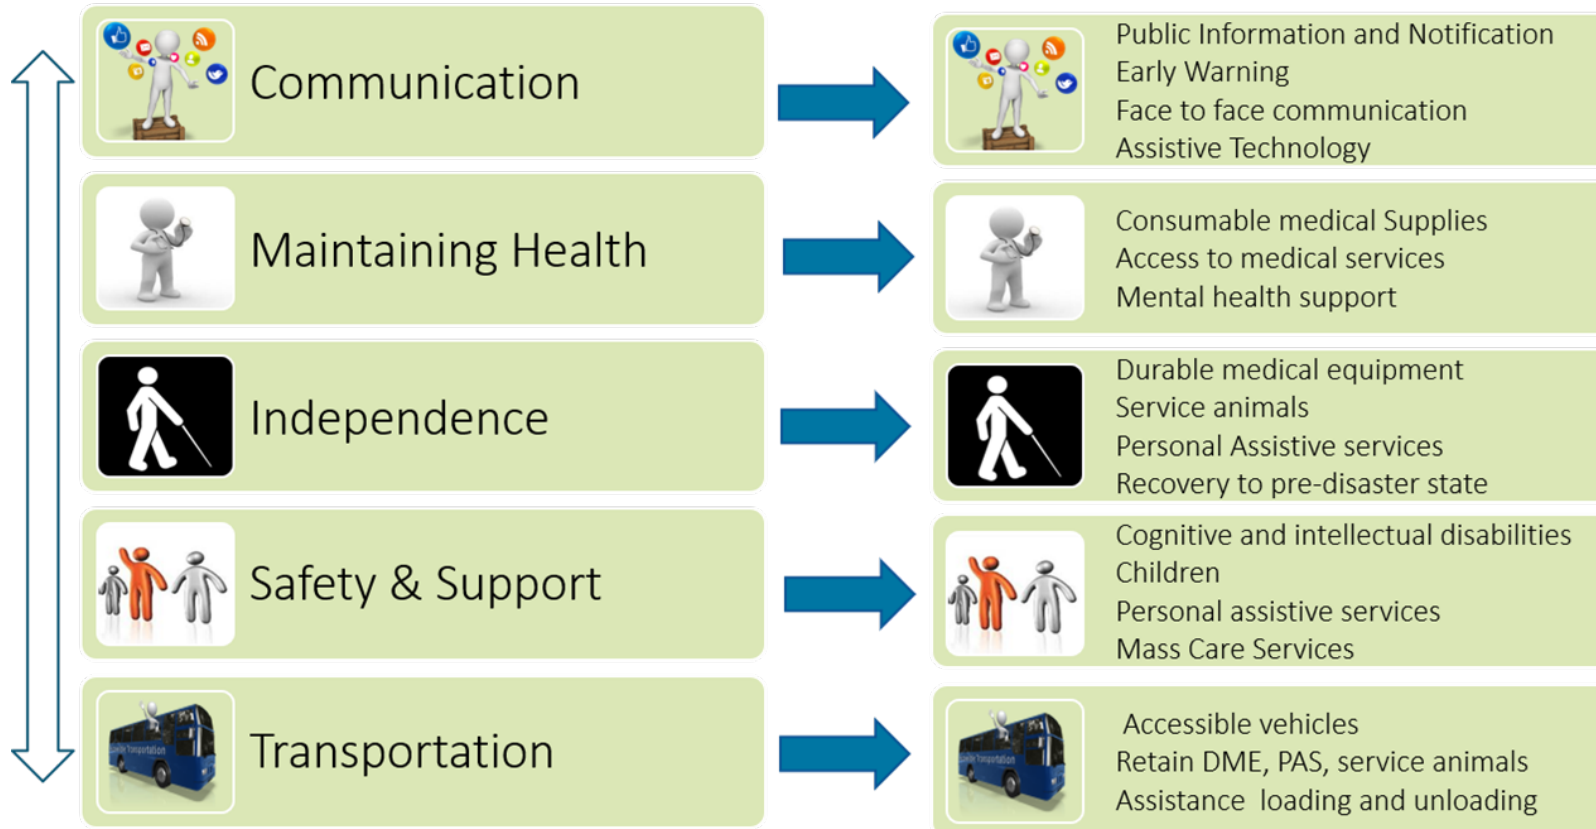 Communication
Public Information and Notification
Early Warning
Face to face communication
Assistive Technology
Maintaining Health
Consumable medical Supplies
Access to medical services
Mental health support
Independence
Durable medical equipment
Service animals
Personal Assistive services
Recovery to pre-disaster state
Safety & Support
Cognitive and intellectual disabilities
Children
Personal assistive services
Mass Care Services
Transportation
Transportation
Accessible vehicles
Retain DME, PAS, service animals
Assistance loading and unloading
Transportation